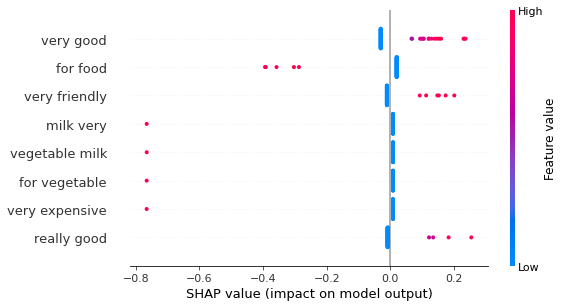 High
very good
for food
very friendly
milk very
vegetable milk
for vegetable
very expensive
really good
Feature value
Low
−0.8 −0.6 −0.4 −0.2 0.0 0.2
SHAP value (impact on model output)